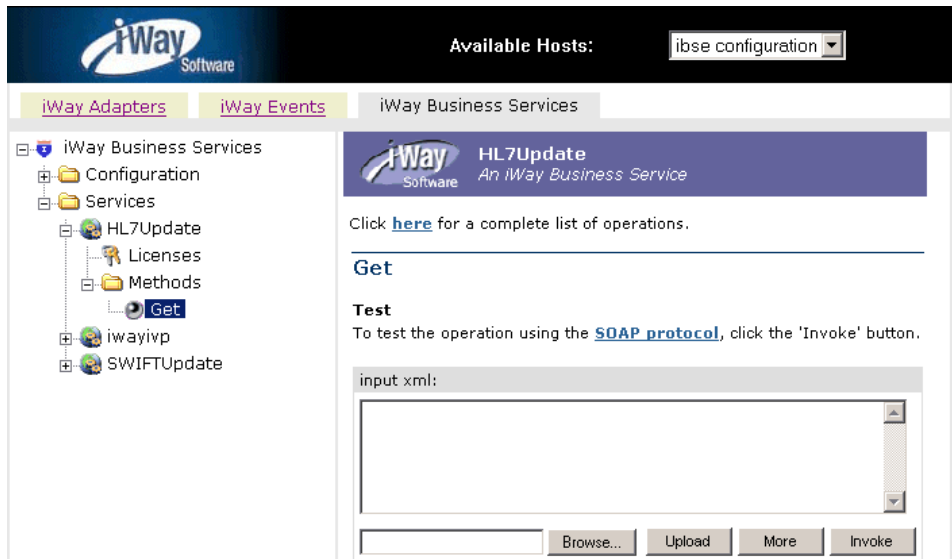 iWay Software
Available Hosts:
ibse configuration
iWay Adapters
iWay Events
iWay Business Services
iWay Business Services
Configuration
Services
HL7Update
Licenses
Methods
Get
iwayivp
SWIFTUpdate
iWay Software
HL7Update
An iWay Business Service
Click here for a complete list of operations.
Get
Test
To test the operation using the SOAP protocol, click the 'Invoke' button.
input xml:
Browse...
Upload
More
Invoke